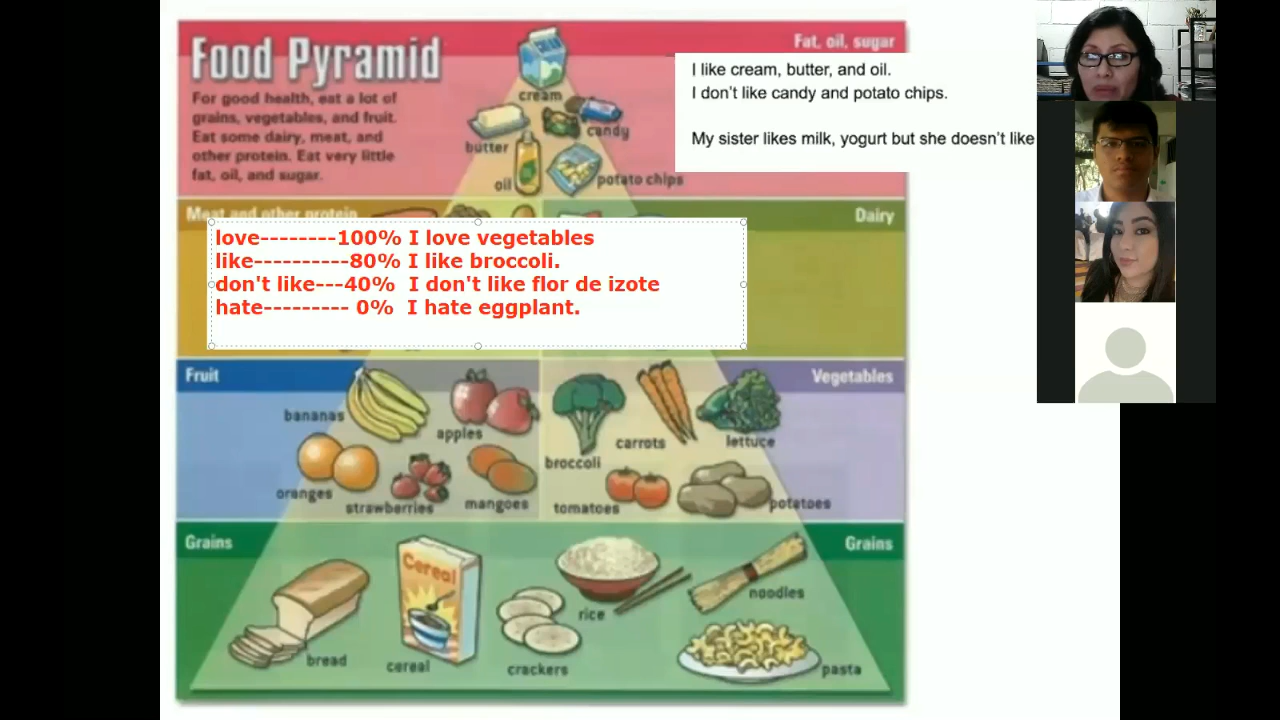 Food Pyramid
For good health, eat a lot of
grains, vegetables, and fruit.
Eat some dairy, meat, and
other protein. Eat very little
fat, oil, and sugar.
Fat, oil, sugar
cream
butter
candy
oil
potato chips
I like cream, butter, and oil.
I don't like candy and potato chips.
My sister likes milk, yogurt but she doesn't like
Meat and other protein
Dairy
love--------100% I love vegetables
like----------80% I like broccoli.
don't like---40% I don't like flor de izote
hate--------- 0% I hate eggplant.
Fruit
Vegetables
bananas
apples
oranges
strawberries
mangoes
broccoli
carrots
lettuce
tomatoes
potatoes
Grains
Grains
bread
Cereal
cereal
crackers
rice
noodles
pasta